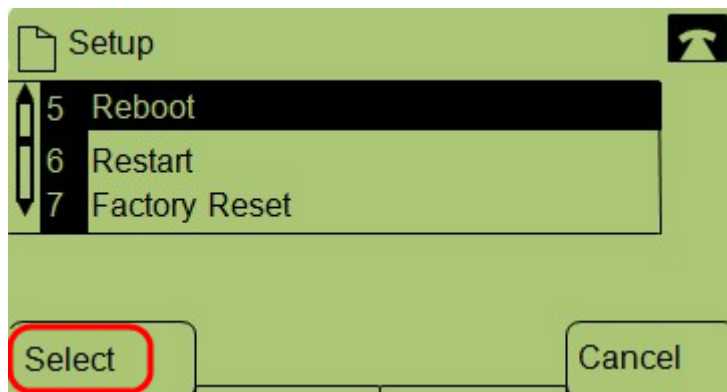 Setup
5 Reboot
6 Restart
7 Factory Reset
Select Cancel